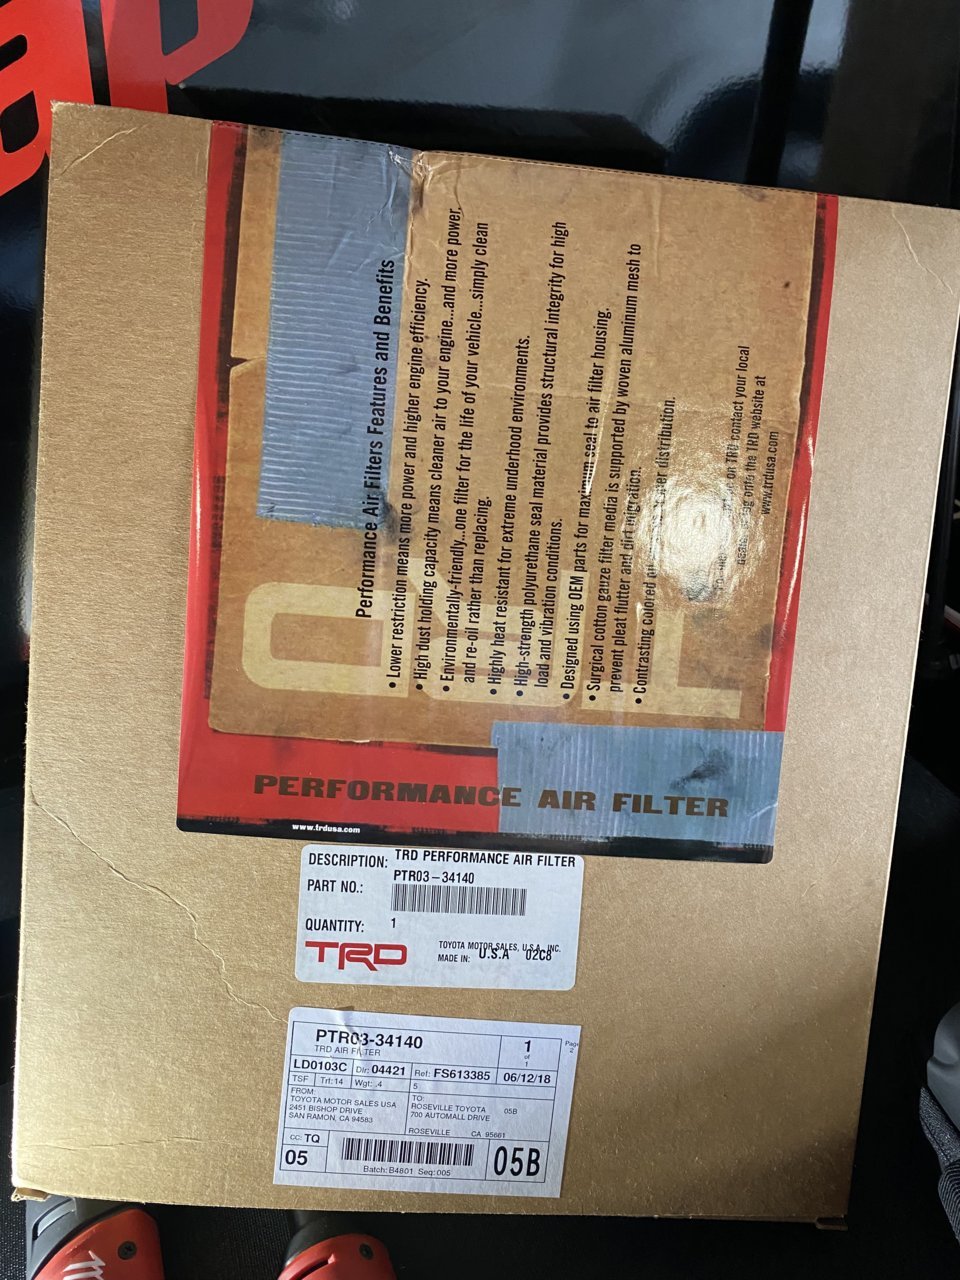 ap
Performance Air Filters Features and Benefits
• Lower restriction means more power and higher engine efficiency.
• High dust holding capacity means cleaner air to your engine...and more power.
• Environmentally-friendly...one filter for the life of your vehicle...simply clean
and re-oil rather than replacing.
• Highly heat resistant for extreme underhood environments.
• High-strength polyurethane seal material provides structural integrity for high
load and vibration conditions.
• Designed using OEM parts for maximum seal to air filter housing.
• Surgical cotton gauze filter media is supported by woven aluminum mesh to
prevent pleat flutter and dirt migration.
• Contrasting colored distribution.
on TRD contact your local
onto the TRD website at
www.trdusa.com
PERFORMANCE AIR FILTER
www.trdusa.com
DESCRIPTION: TRD PERFORMANCE AIR FILTER
PART NO.: PTR03-34140
QUANTITY: 1
TRD
TOYOTA MOTOR SALES, U.S.A., INC.
MADE IN: U.S.A 02C8
PTR03-34140
TRD AIR FILTER
1
of
1
Page
2
LD0103C Dir: 04421 Ref: FS613385 06/12/18
TSF Trt: 14 Wgt: .4 5
FROM:
TOYOTA MOTOR SALES USA
2451 BISHOP DRIVE
SAN RAMON, CA 94583
TO:
ROSEVILLE TOYOTA 05B
700 AUTOMALL DRIVE
ROSEVILLE CA 95661
CC: TQ
05
Batch: B4801 Seq: 005
05B